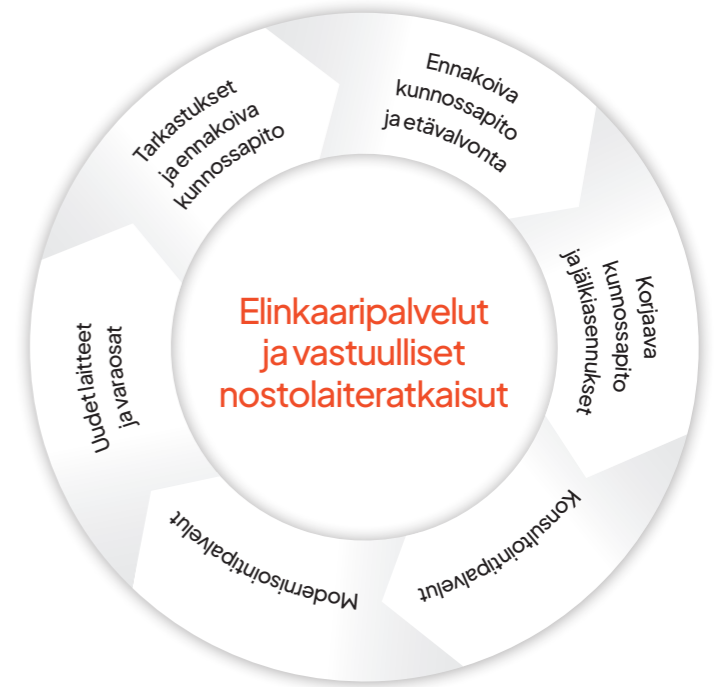 Elinkaaripalvelut
ja vastuulliset
nostolaiteratkaisut
Tarkastukset
ja ennakoiva
kunnossapito
Ennakoiva
kunnossapito
ja etävalvonta
Korjaava
kunnossapito
ja jälkiasennukset
Konsultointipalvelut
Modernisointipalvelut
Uudet laitteet
ja varaosat